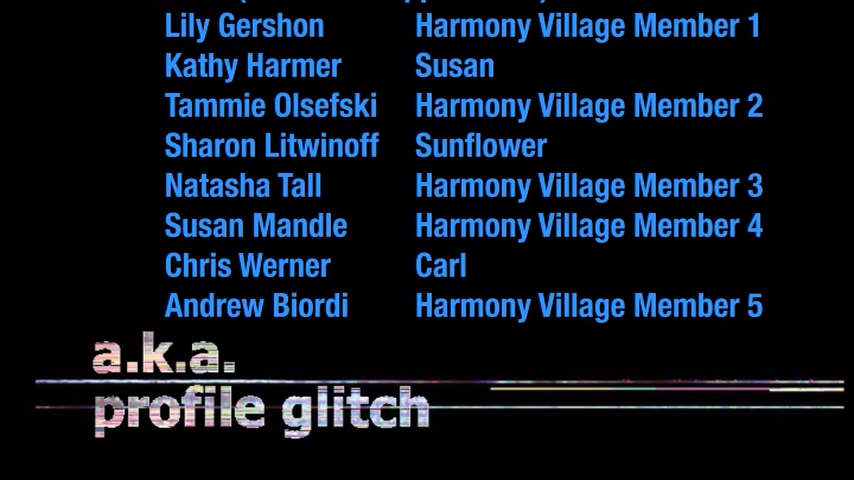 Lily Gershon Harmony Village Member 1
Kathy Harmer Susan
Tammie Olsefski Harmony Village Member 2
Sharon Litwinoff Sunflower
Natasha Tall Harmony Village Member 3
Susan Mandle Harmony Village Member 4
Chris Werner Carl
Andrew Biordi Harmony Village Member 5
a.k.a.
profile glitch